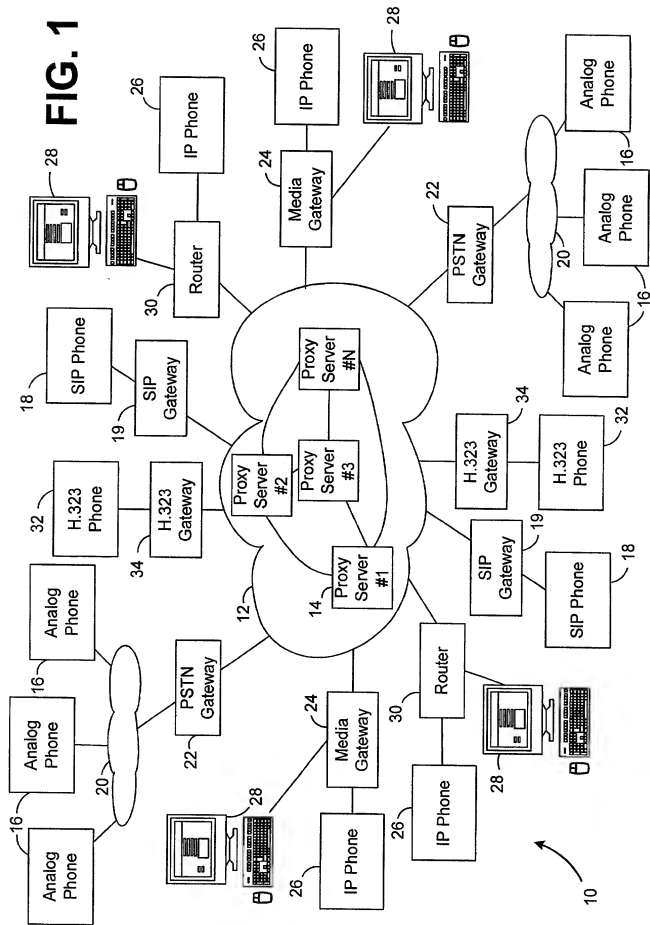 FIG. 1
28
26
IP Phone
30
Router
26
IP Phone
24
Media
Gateway
28
18
SIP Phone
19
SIP
Gateway
22
PSTN
Gateway
20
16
Analog
Phone
16
Analog
Phone
16
Analog
Phone
32
H.323
Phone
34
H.323
Gateway
12
14
Proxy
Server
#1
Proxy
Server
#2
Proxy
Server
#3
Proxy
Server
#N
34
H.323
Gateway
32
H.323
Phone
19
SIP
Gateway
18
SIP Phone
16
Analog
Phone
16
Analog
Phone
16
Analog
Phone
20
22
PSTN
Gateway
24
Media
Gateway
28
26
IP Phone
30
Router
26
IP Phone
28
10